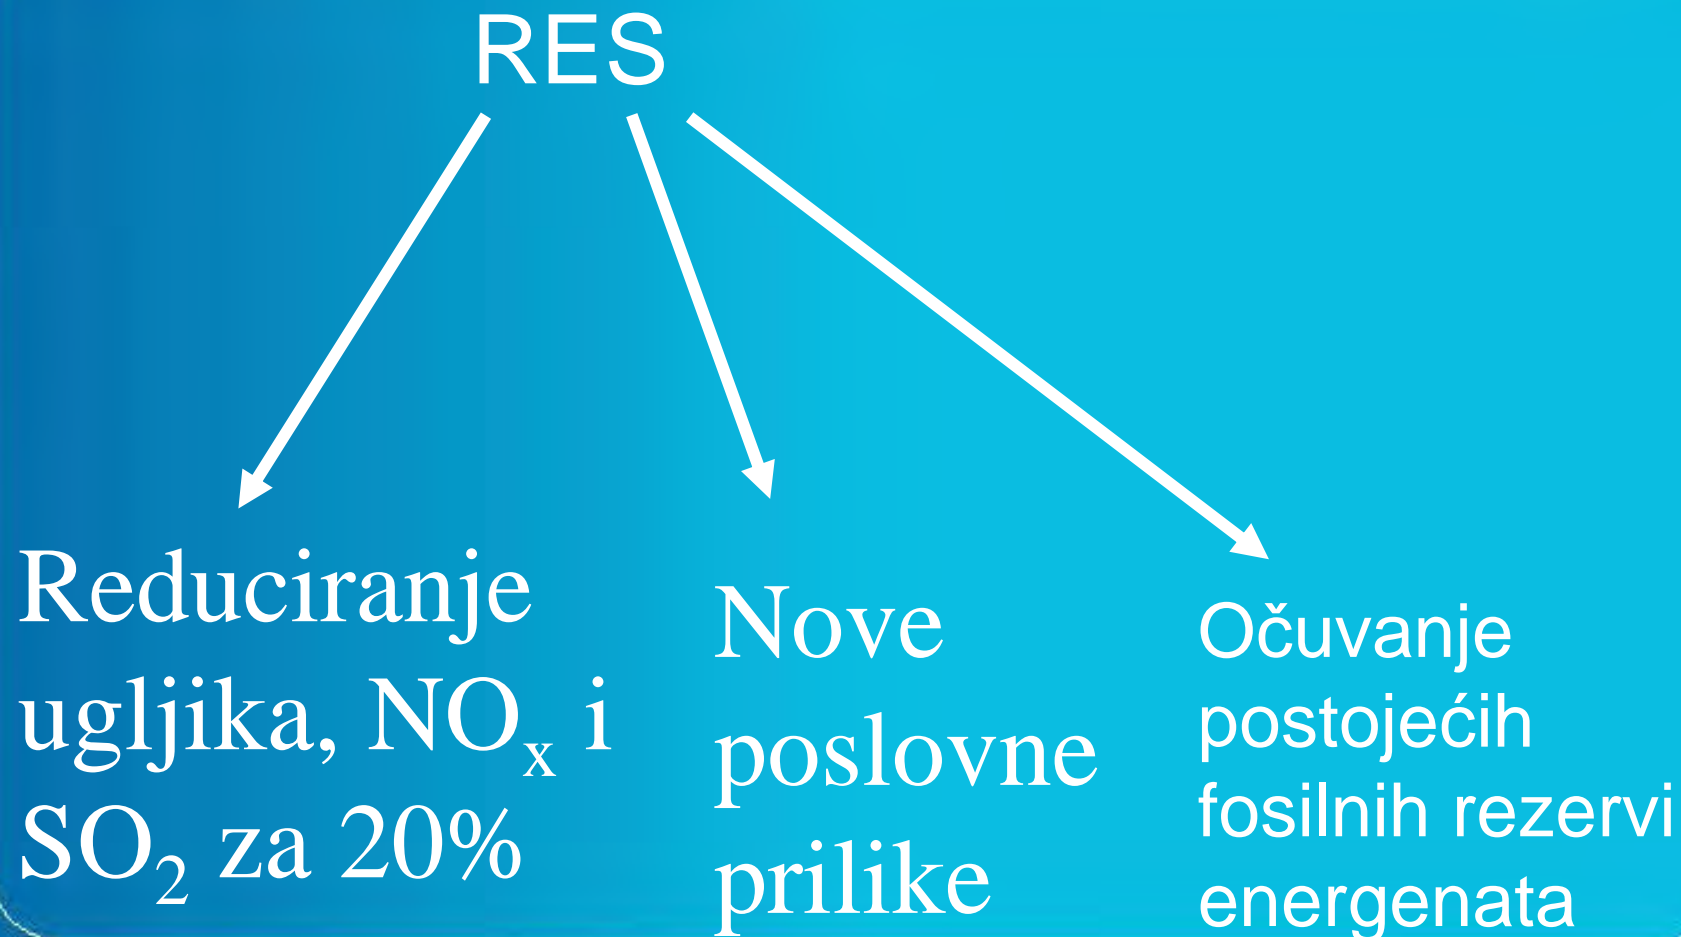 RES
Reduciranje
ugljika, NOx i
SO2 za 20%
Nove
poslovne
prilike
Očuvanje
postojećih
fosilnih rezervi
energenata